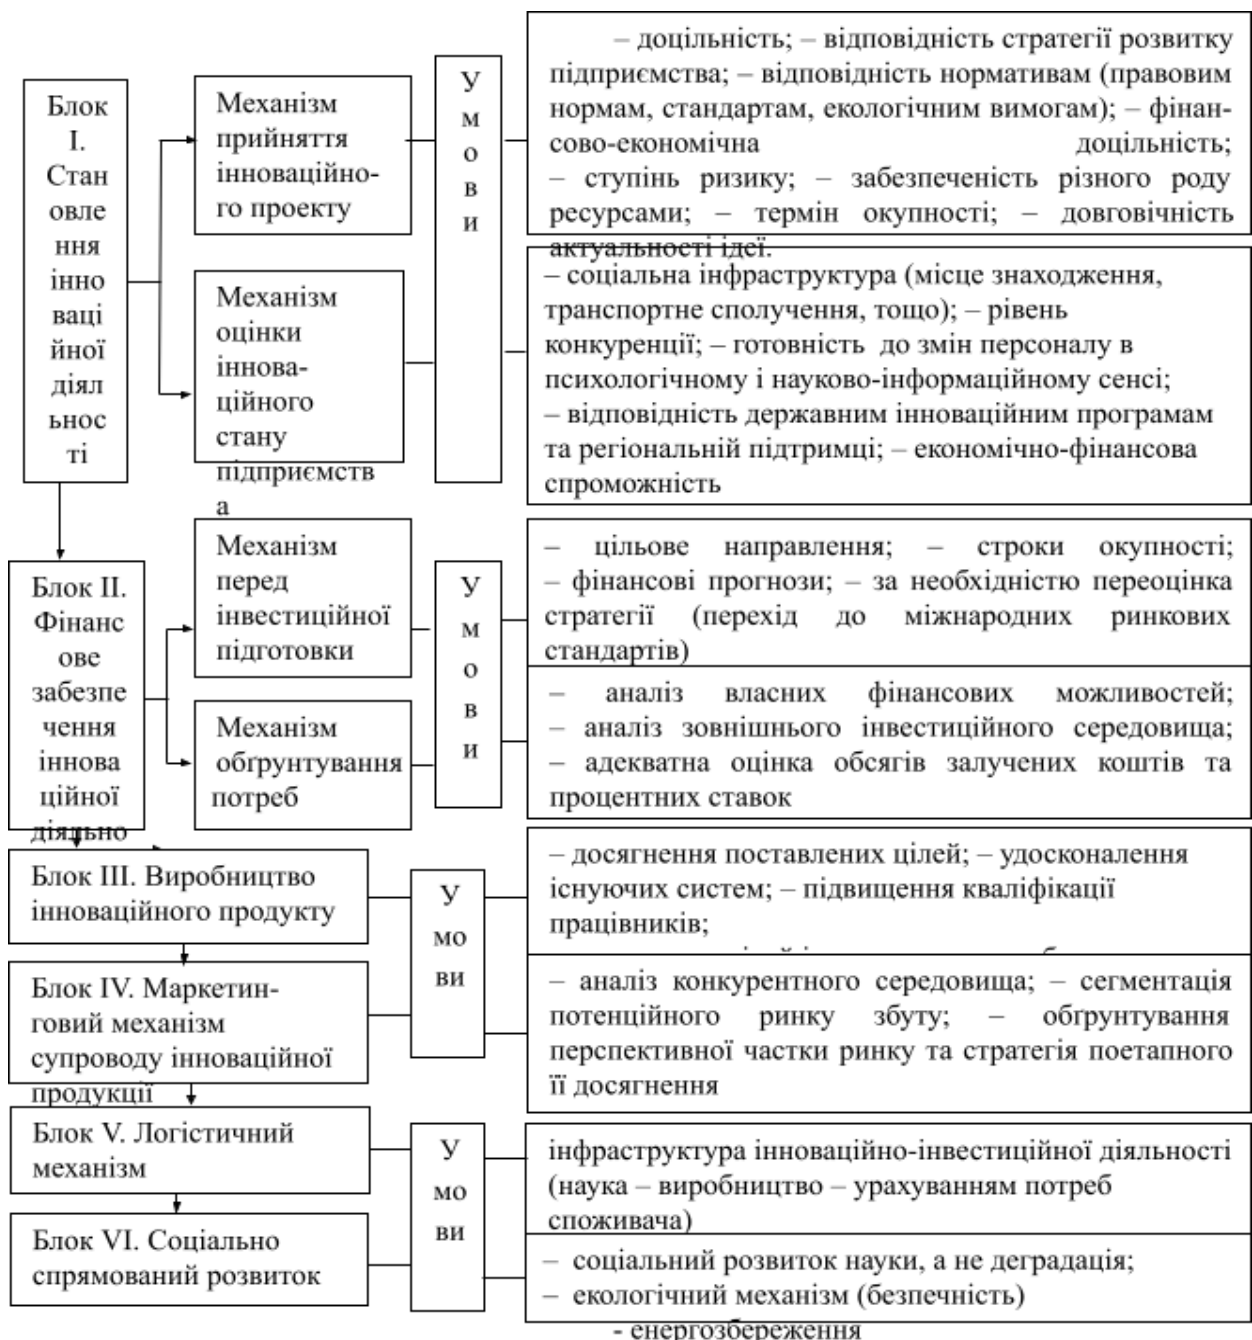 Блок
І.
Стан
овле
ння
інно
ваці
йної
діял
ьнос
ті
Механізм
прийняття
інноваційно-
го проекту
Механізм
оцінки
іннова-
ційного
стану
підприємств
а
У
м
о
в
и
– доцільність; – відповідність стратегії розвитку
підприємства; – відповідність нормативам (правовим
нормам, стандартам, екологічним вимогам); – фінан-
сово-економічна доцільність;
– ступінь ризику; – забезпеченість різного роду
ресурсами; – термін окупності; – довговічність
актуальності ідеї.
– соціальна інфраструктура (місце знаходження,
транспортне сполучення, тощо); – рівень
конкуренції; – готовність до змін персоналу в
психологічному і науково-інформаційному сенсі;
– відповідність державним інноваційним програмам
та регіональній підтримці; – економічно-фінансова
спроможність
Блок ІІ.
Фінанс
ове
забезпе
чення
іннова
ційної
діяльно
Механізм
перед
інвестиційної
підготовки
Механізм
обґрунтування
потреб
У
м
о
в
и
– цільове направлення; – строки окупності;
– фінансові прогнози; – за необхідністю переоцінка
стратегії (перехід до міжнародних ринкових
стандартів)
– аналіз власних фінансових можливостей;
– аналіз зовнішнього інвестиційного середовища;
– адекватна оцінка обсягів залучених коштів та
процентних ставок
Блок ІІІ. Виробництво
інноваційного продукту
Блок IV. Маркетин-
говий механізм
супроводу інноваційної
продукції
У
мо
ви
– досягнення поставлених цілей; – удосконалення
існуючих систем; – підвищення кваліфікації
працівників;
– аналіз конкурентного середовища; – сегментація
потенційного ринку збуту; – обґрунтування
перспективної частки ринку та стратегія поетапного
її досягнення
Блок V. Логістичний
механізм
Блок VI. Соціально
спрямований розвиток
У
мо
ви
інфраструктура інноваційно-інвестиційної діяльності
(наука – виробництво – урахуванням потреб
споживача)
– соціальний розвиток науки, а не деградація;
– екологічний механізм (безпечність)
- енергозбереження